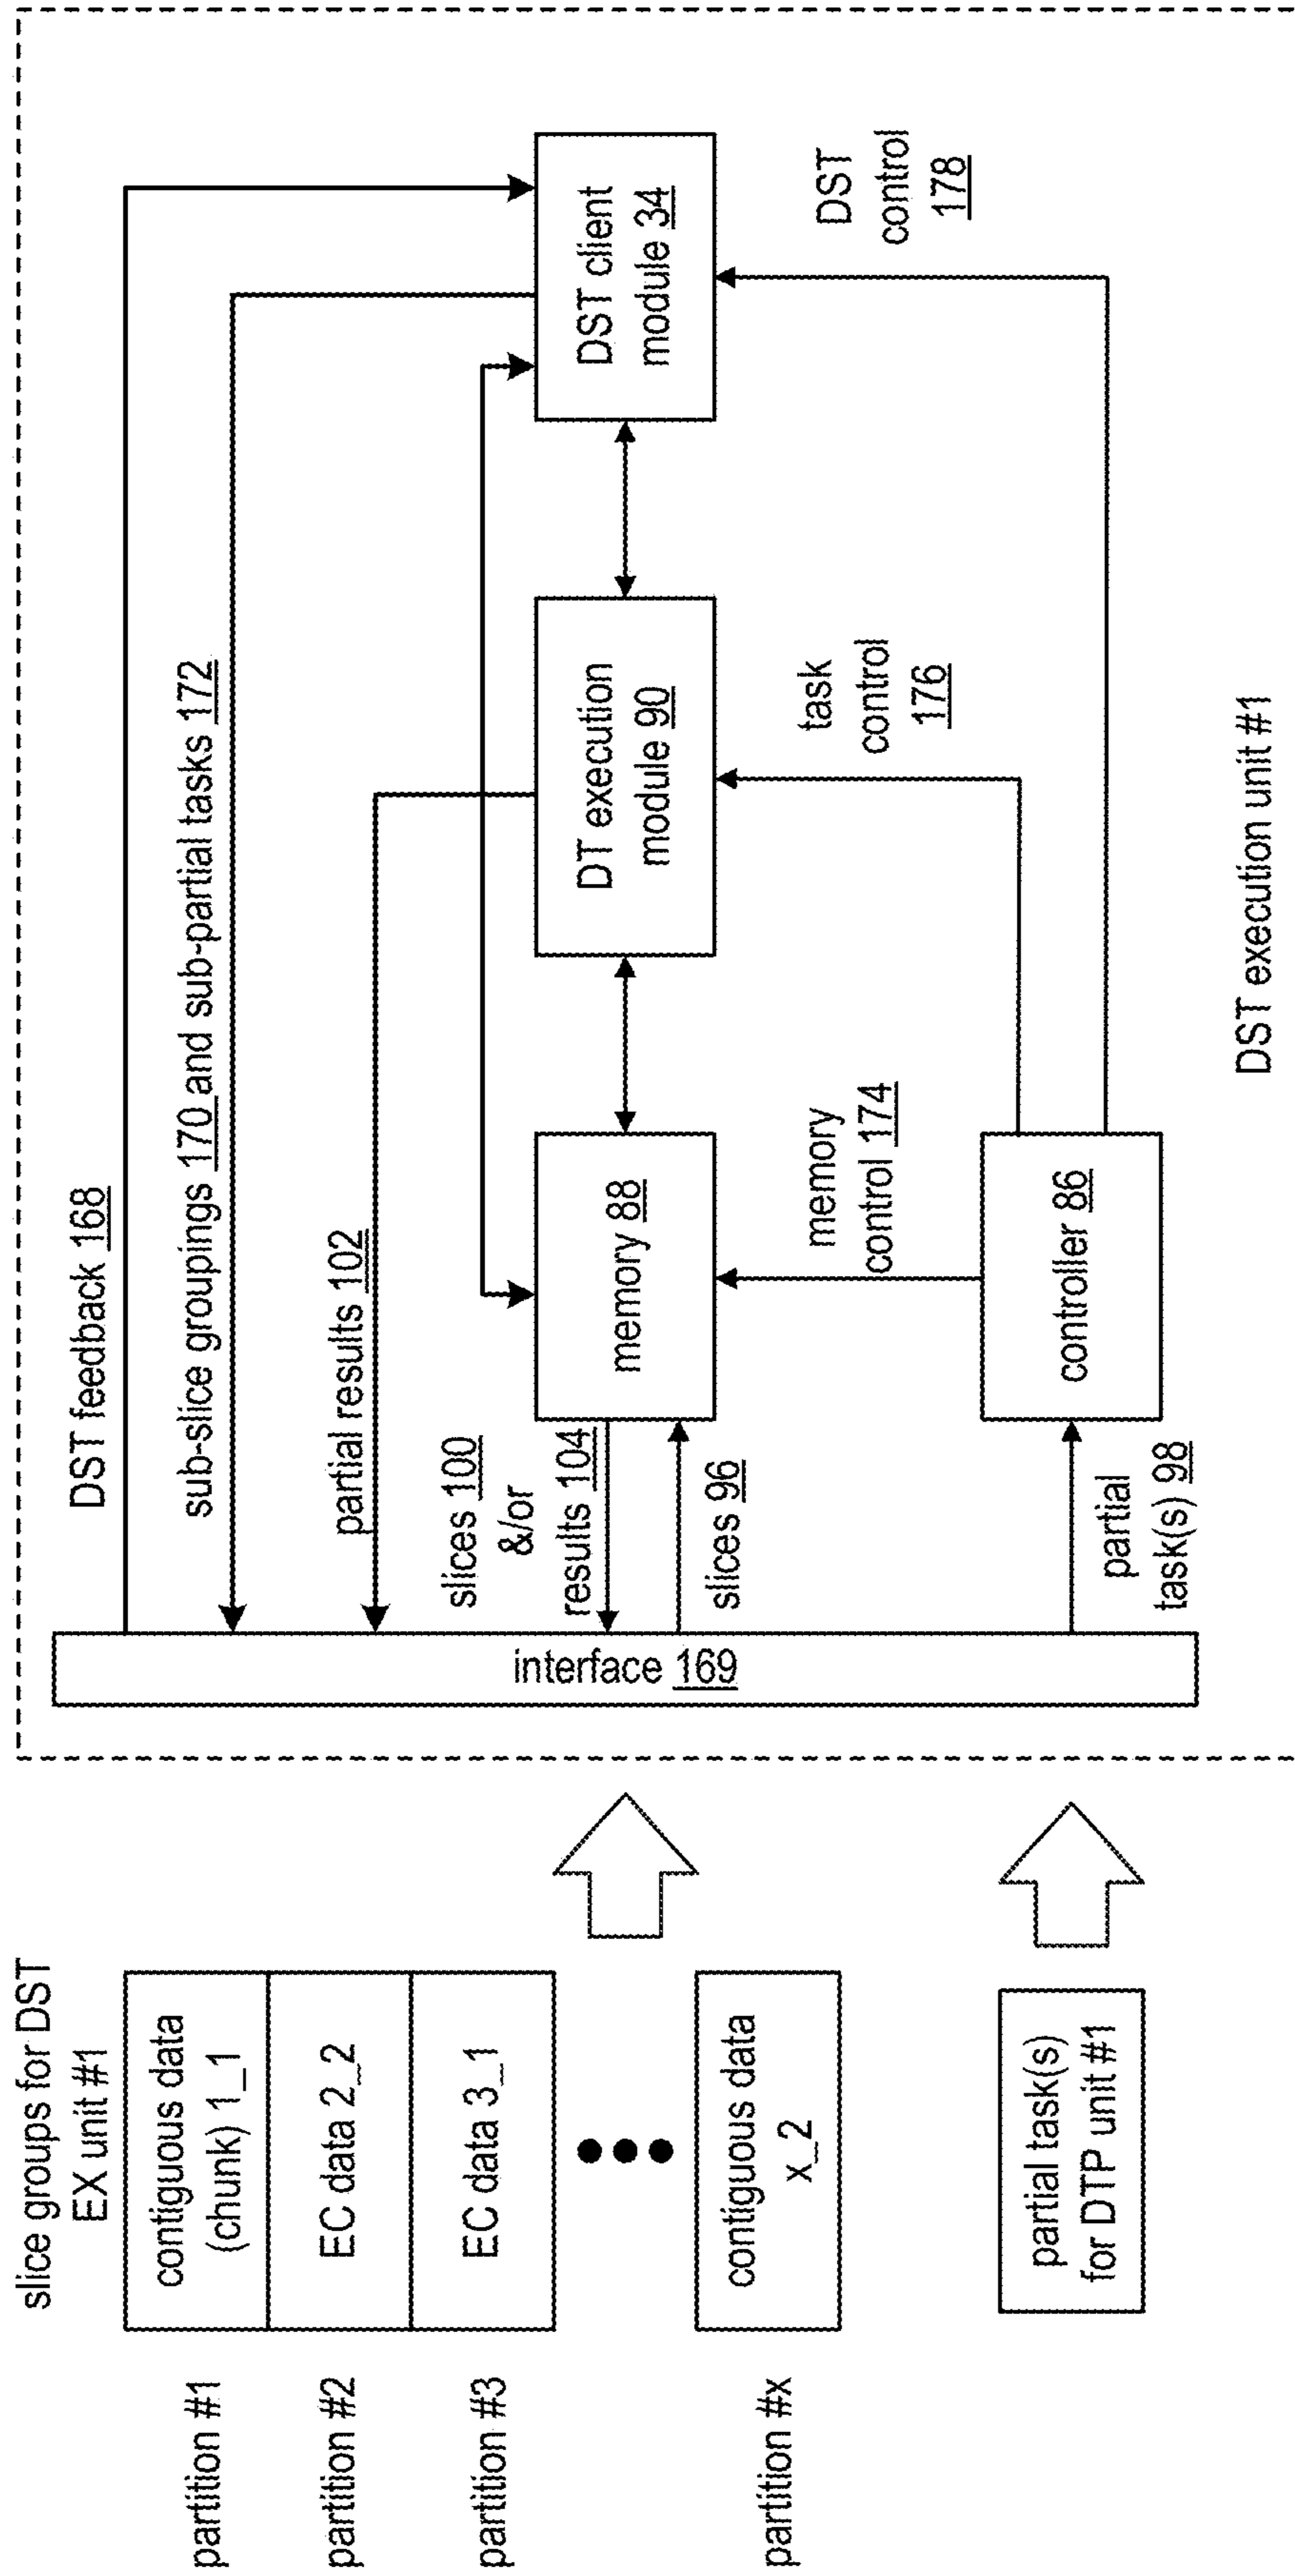 slice groups for DST
EX unit #1
partition #1
contiguous data
(chunk) 1_1
partition #2
EC data 2_2
partition #3
EC data 3_1
partition #x
contiguous data
x_2
partial task(s)
for DTP unit #1
interface 169
DST feedback 168
sub-slice groupings 170 and sub-partial tasks 172
partial results 102
slices 100
&/or
results 104
slices 96
partial
task(s) 98
memory 88
DT execution
module 90
DST client
module 34
memory
control 174
task
control
176
DST
control
178
controller 86
DST execution unit #1